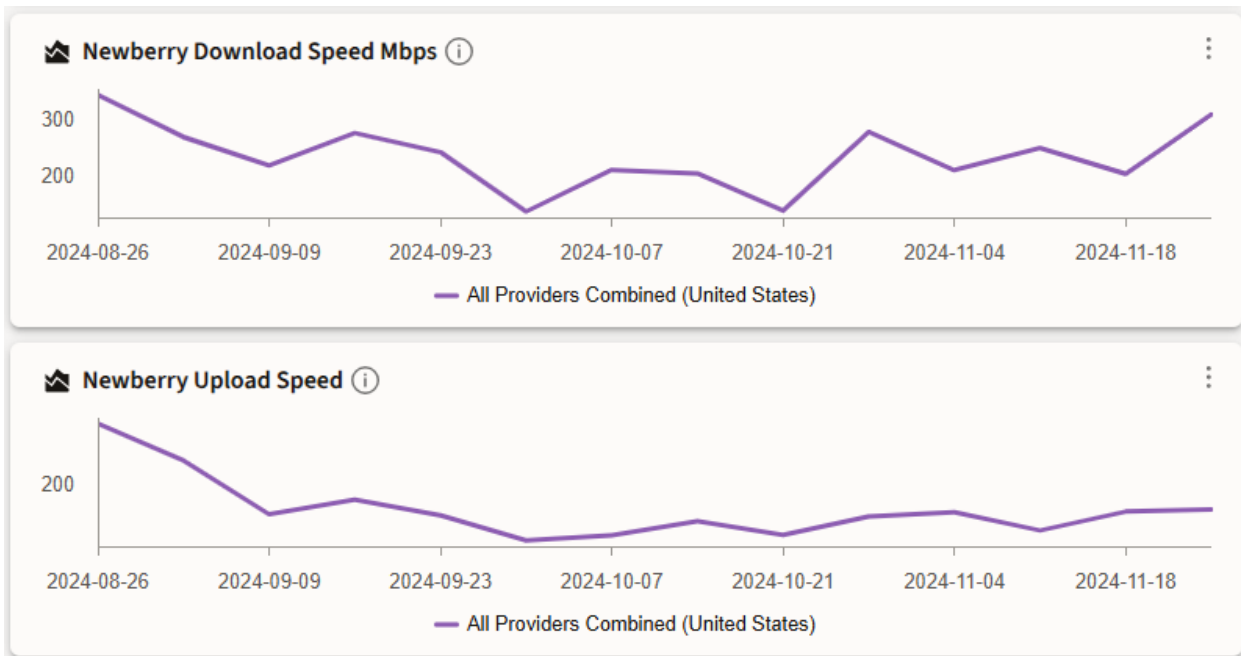 Newberry Download Speed Mbps
300
200
2024-08-26 2024-09-09 2024-09-23 2024-10-07 2024-10-21 2024-11-04 2024-11-18
All Providers Combined (United States)
Newberry Upload Speed
200
2024-08-26 2024-09-09 2024-09-23 2024-10-07 2024-10-21 2024-11-04 2024-11-18
All Providers Combined (United States)